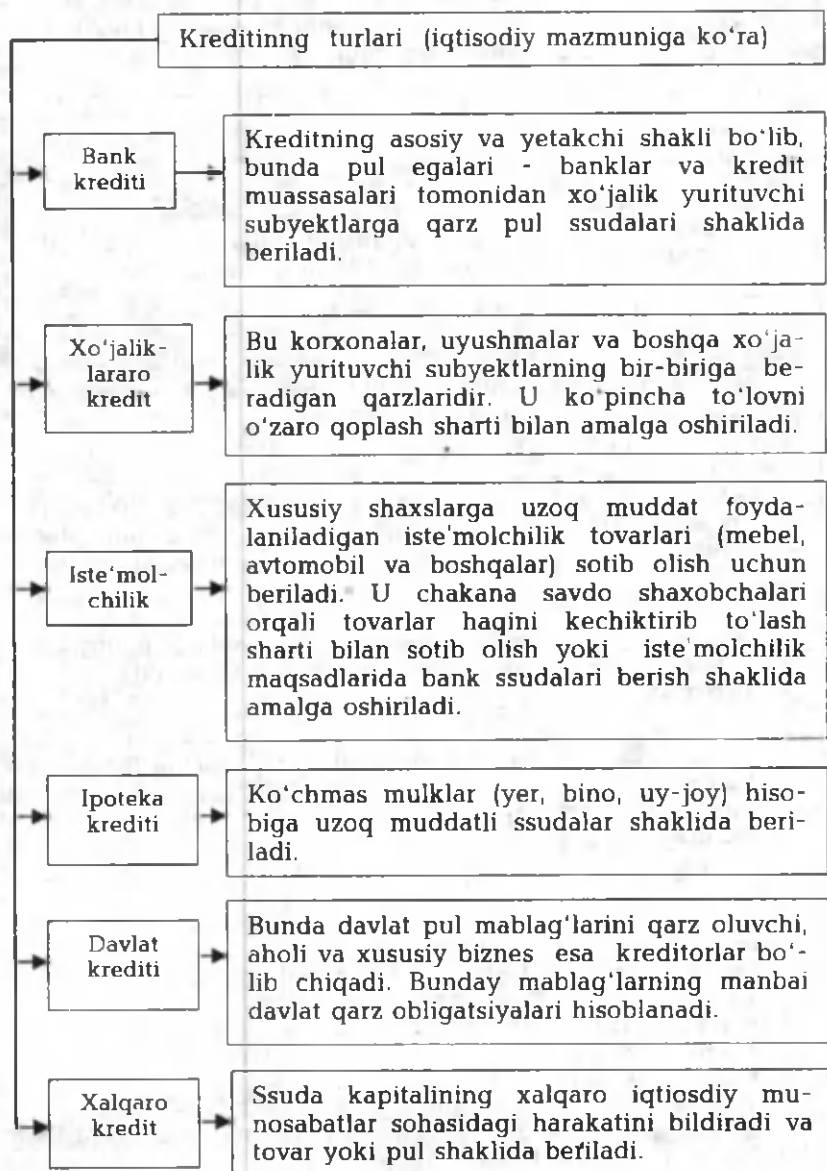 Kreditinng turlari (iqtisodiy mazmuniga ko‘ra)
Bank
krediti
Kreditning asosiy va yetakchi shakli bo‘lib,
bunda pul egalari - banklar va kredit
muassasalari tomonidan xo‘jalik yurituvchi
subyektlarga qarz pul ssudalari shaklida
beriladi.
Xo‘jalik-
lararo
kredit
Bu korxonalar, uyushmalar va boshqa xo‘ja-
lik yurituvchi subyektlarning bir-biriga be-
radigan qarzlaridir. U ko‘pincha to‘lovni
o‘zaro qoplash sharti bilan amalga oshiriladi.
Iste‘mol-
chilik
Xususiy shaxslarga uzoq muddat foyda-
laniladigan iste‘molchilik tovarlari (mebel,
avtomobil va boshqalar) sotib olish uchun
beriladi. U chakana savdo shaxobchalari
orqali tovarlar haqini kechiktirib to‘lash
sharti bilan sotib olish yoki - iste‘molchilik
maqsadlarida bank ssudalari berish shaklida
amalga oshiriladi.
Ipoteka
krediti
Ko‘chmas mulklar (yer, bino, uy-joy) hiso-
biga uzoq muddatli ssudalar shaklida beri-
ladi.
Davlat
krediti
Bunda davlat pul mablag‘larini qarz oluvchi,
aholi va xususiy biznes esa kreditorlar bo‘-
lib chiqadi. Bunday mablag‘larning manbai
davlat qarz obligatsiyalari hisoblanadi.
Xalqaro
kredit
Ssuda kapitalining xalqaro iqtiosdiy mu-
nosabatlar sohasidagi harakatini bildiradi va
tovar yoki pul shaklida beriladi.